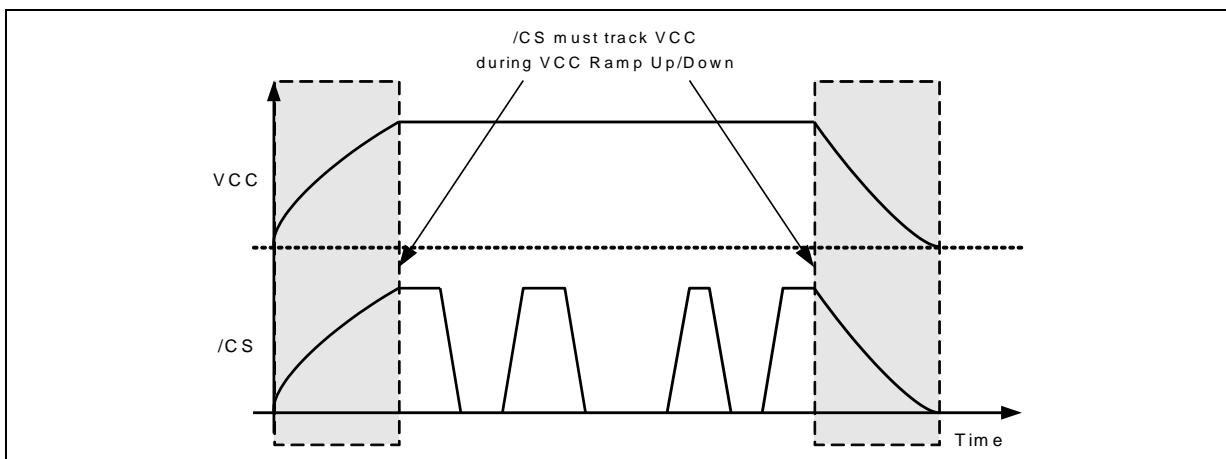 /CS must track VCC
during VCC Ramp Up/Down
VCC
/CS
Time